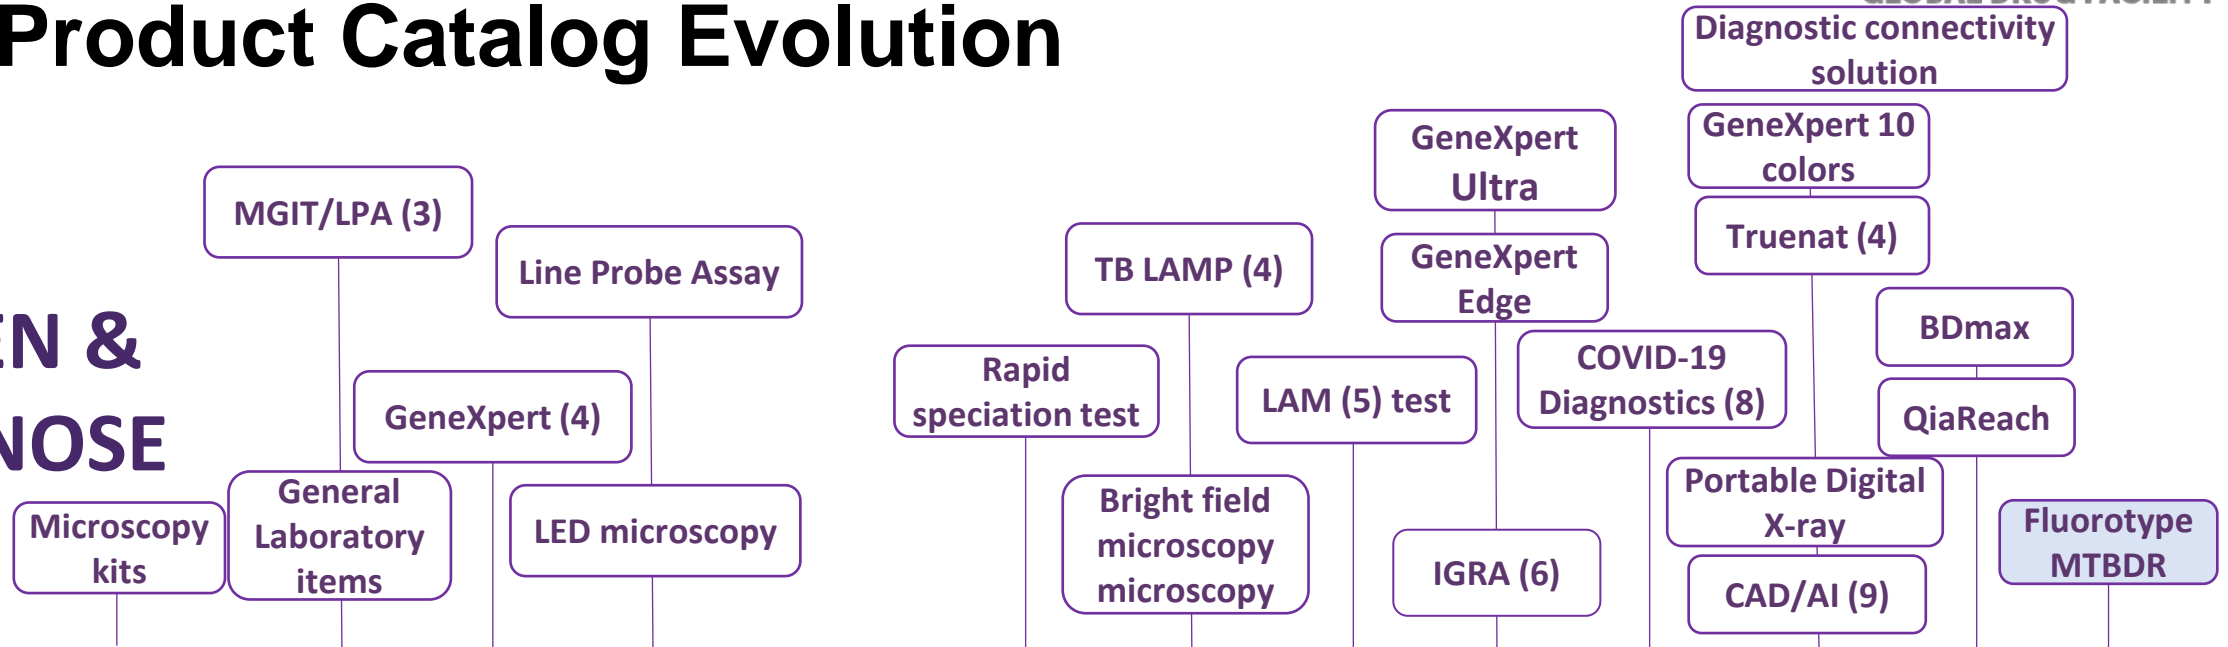 Product Catalog Evolution
GLOBAL DRUG FACILITY
Diagnostic connectivity
solution
GeneXpert 10
colors
GeneXpert
Ultra
MGIT/LPA (3)
Truenat (4)
Line Probe Assay
TB LAMP (4)
GeneXpert
Edge
EN &
NOSE
BDmax
COVID-19
Diagnostics (8)
Rapid
speciation test
LAM (5) test
GeneXpert (4)
QiaReach
General
Laboratory
items
Portable Digital
X-ray
Bright field
microscopy
microscopy
Microscopy
kits
LED microscopy
Fluorotype
MTBDR
IGRA (6)
CAD/AI (9)